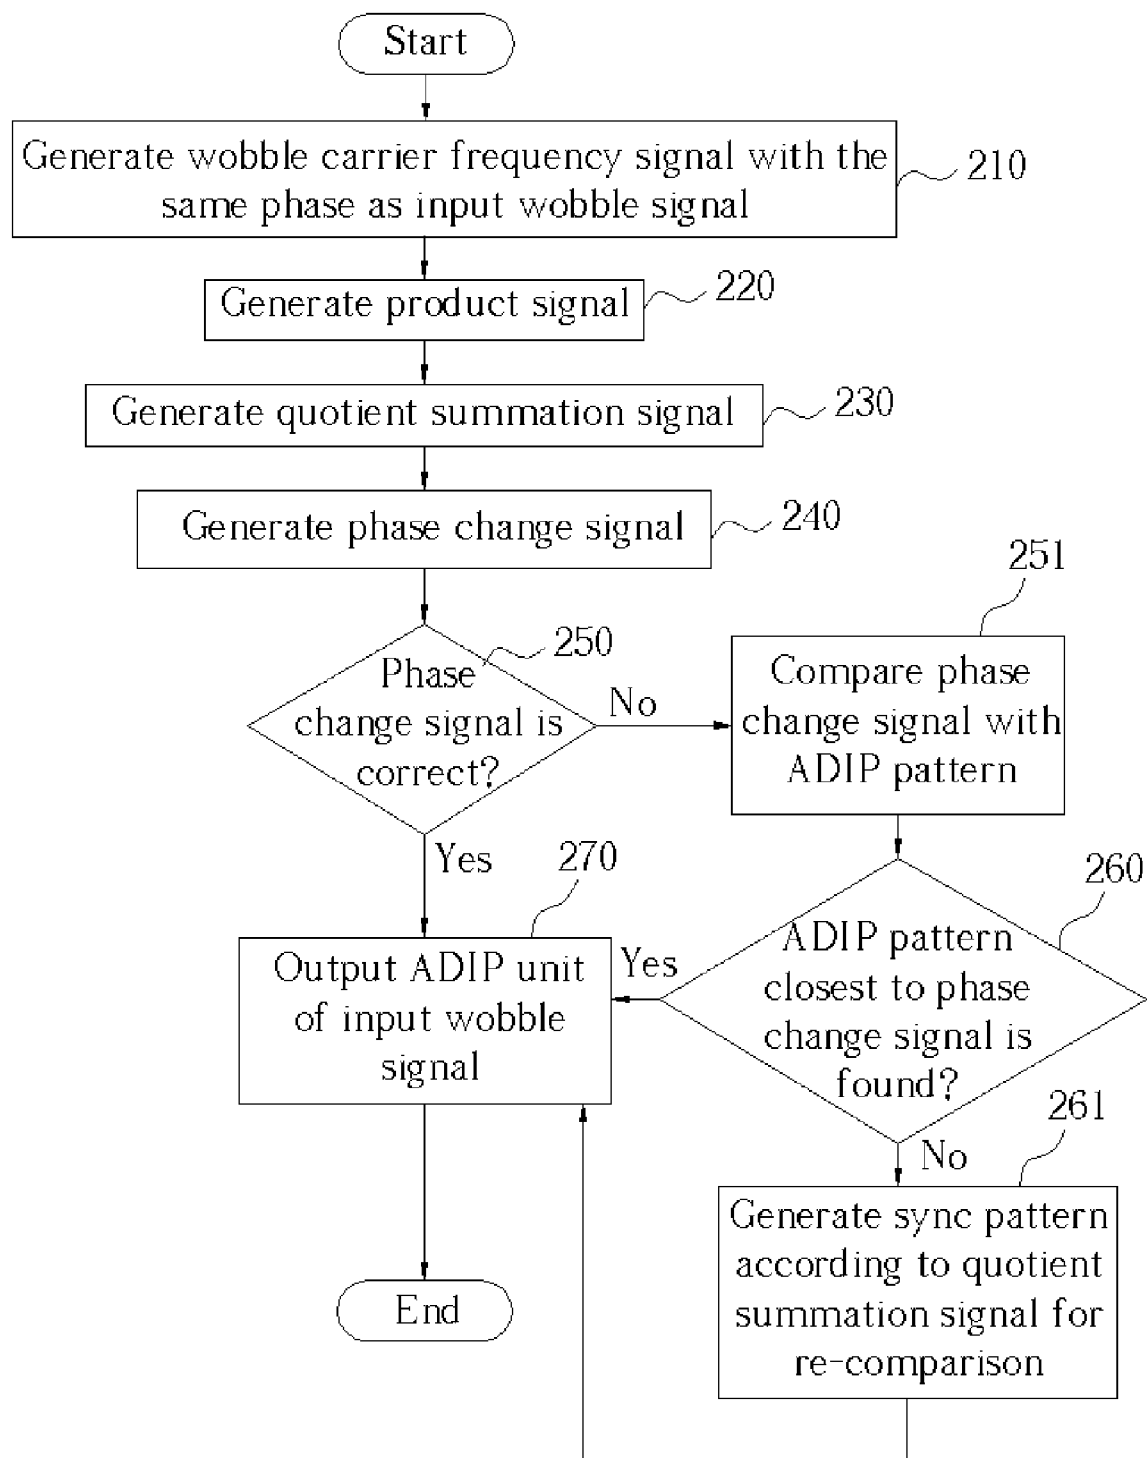 Start
Generate wobble carrier frequency signal with the
same phase as input wobble signal
210
Generate product signal
220
Generate quotient summation signal
230
Generate phase change signal
240
Phase
change signal is
correct?
250
No
Yes
Compare phase
change signal with
ADIP pattern
251
ADIP pattern
closest to phase
change signal is
found?
260
Yes
No
Output ADIP unit
of input wobble
signal
270
Generate sync pattern
according to quotient
summation signal for
re-comparison
261
End